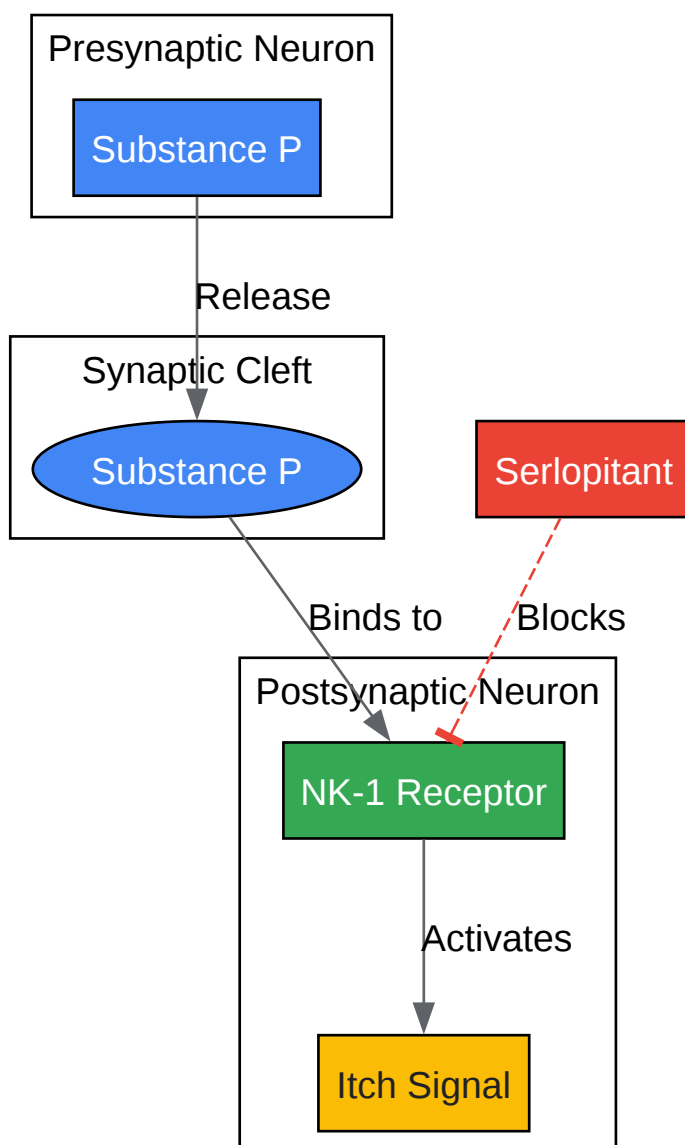 Presynaptic Neuron
Substance P
Release
Synaptic Cleft
Substance P
Serlopitant
Binds to
Blocks
Postsynaptic Neuron
NK-1 Receptor
Activates
Itch Signal